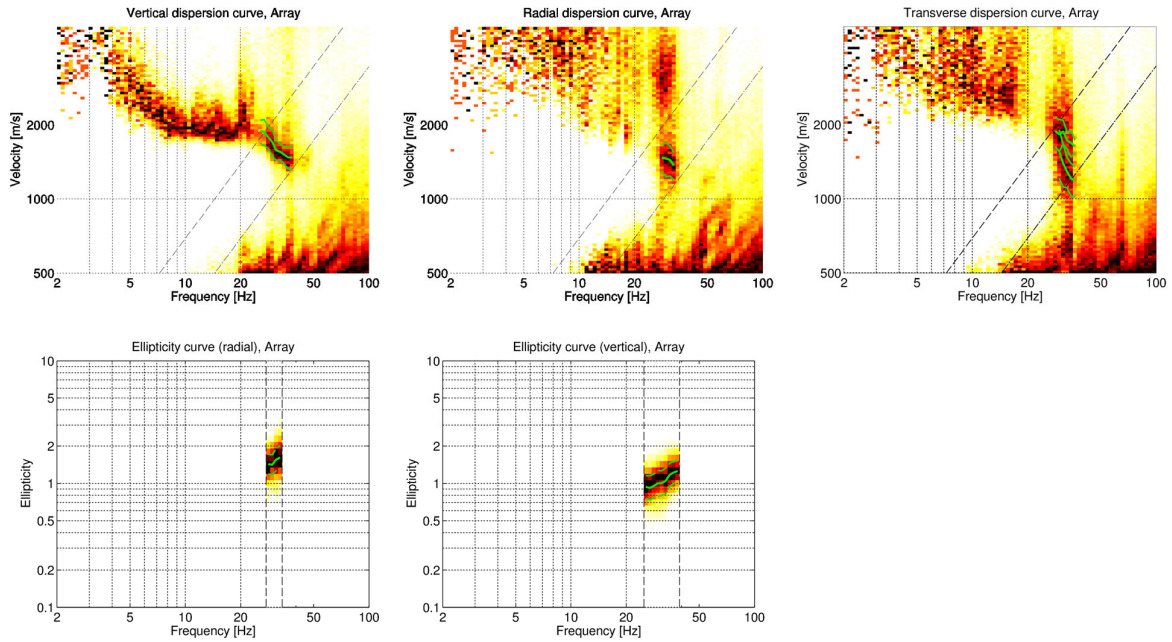 Vertical dispersion curve, Array
Velocity [m/s]
2000
1000
500
2 5 10 20 50 100
Frequency [Hz]
Radial dispersion curve, Array
Velocity [m/s]
2000
1000
500
2 5 10 20 50 100
Frequency [Hz]
Transverse dispersion curve, Array
Velocity [m/s]
2000
1000
500
2 5 10 20 50 100
Frequency [Hz]
Ellipticity curve (radial), Array
Ellipticity
10
5
2
1
0.5
0.2
0.1
2 5 10 20 50 100
Frequency [Hz]
Ellipticity curve (vertical), Array
Ellipticity
10
5
2
1
0.5
0.2
0.1
2 5 10 20 50 100
Frequency [Hz]